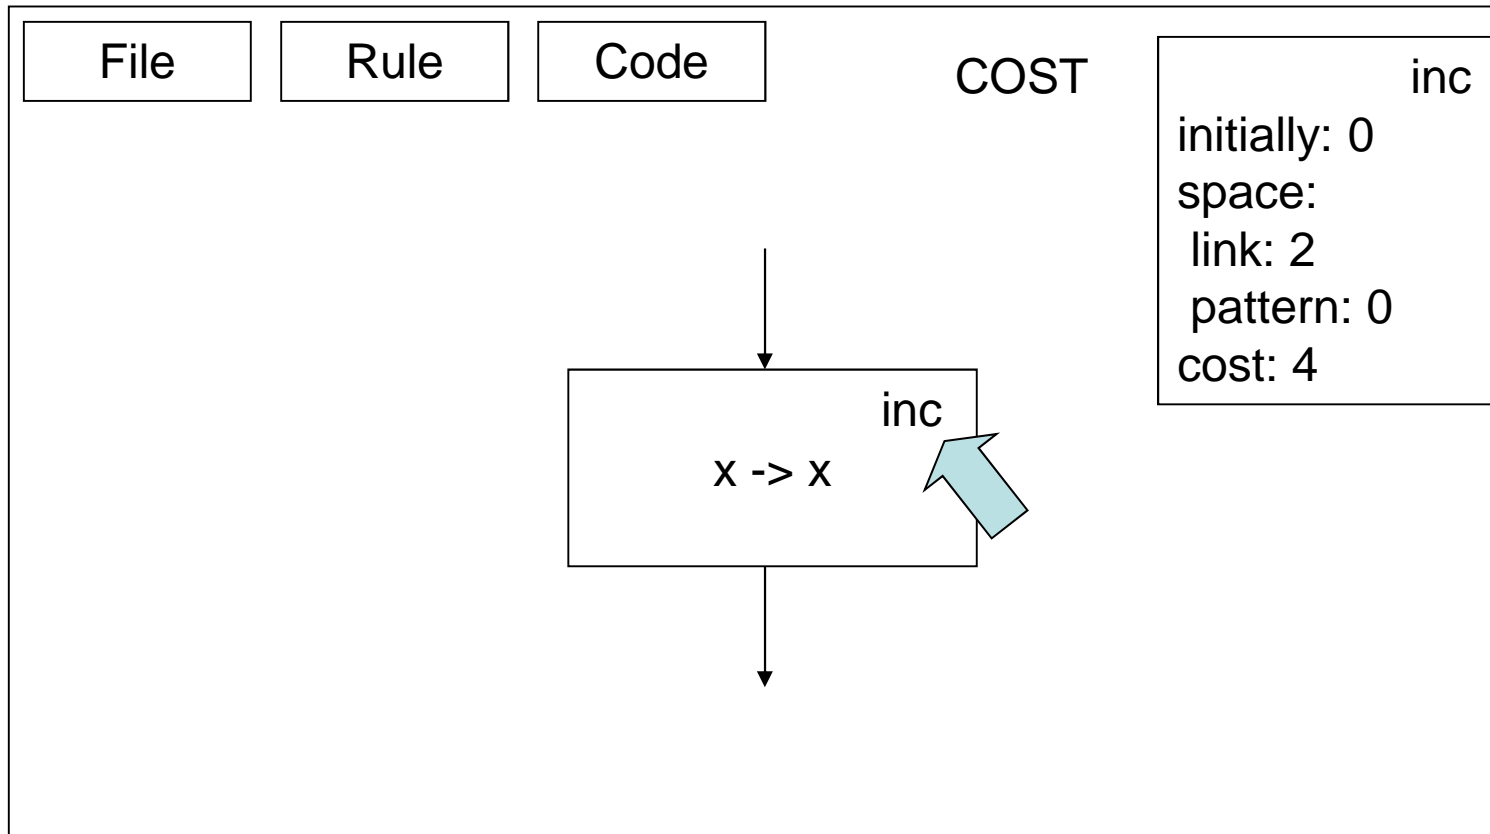 File
Rule
Code
COST
inc
initially: 0
space:
link: 2
pattern: 0
cost: 4
inc
x -> x